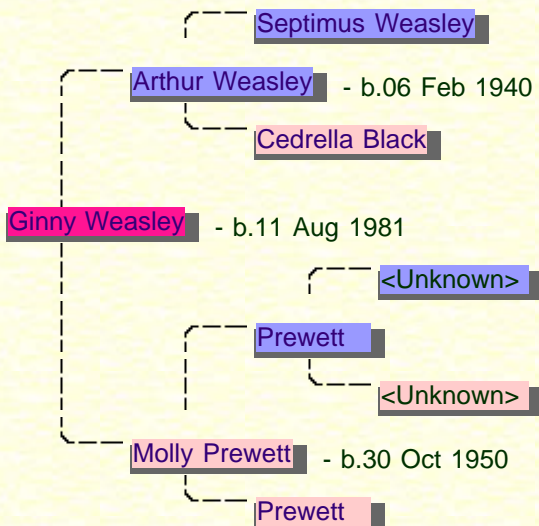 Septimus Weasley
Arthur Weasley - b.06 Feb 1940
Cedrella Black
Ginny Weasley - b.11 Aug 1981
<Unknown>
Prewett
<Unknown>
Molly Prewett - b.30 Oct 1950
Prewett